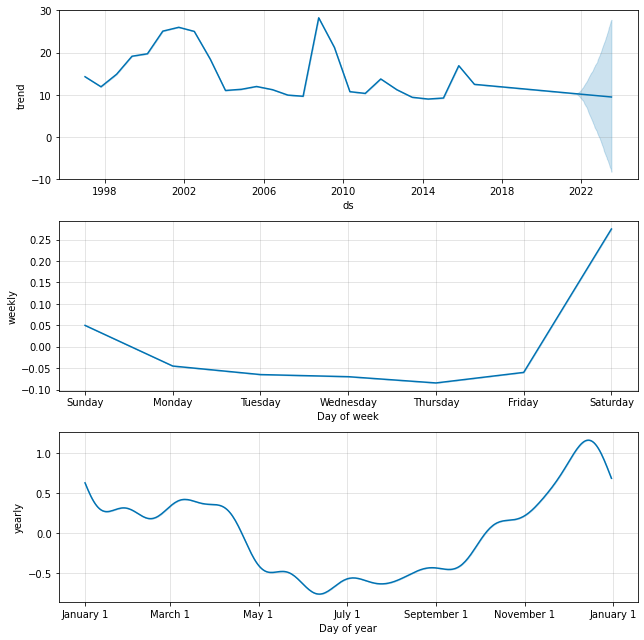 30
20
10
0
−10
trend
1998 2002 2006 2010 2014 2018 2022
ds
0.25
0.20
0.15
0.10
0.05
0.00
−0.05
−0.10
weekly
Sunday Monday Tuesday Wednesday Thursday Friday Saturday
Day of week
1.0
0.5
0.0
−0.5
yearly
January 1 March 1 May 1 July 1 September 1 November 1 January 1
Day of year